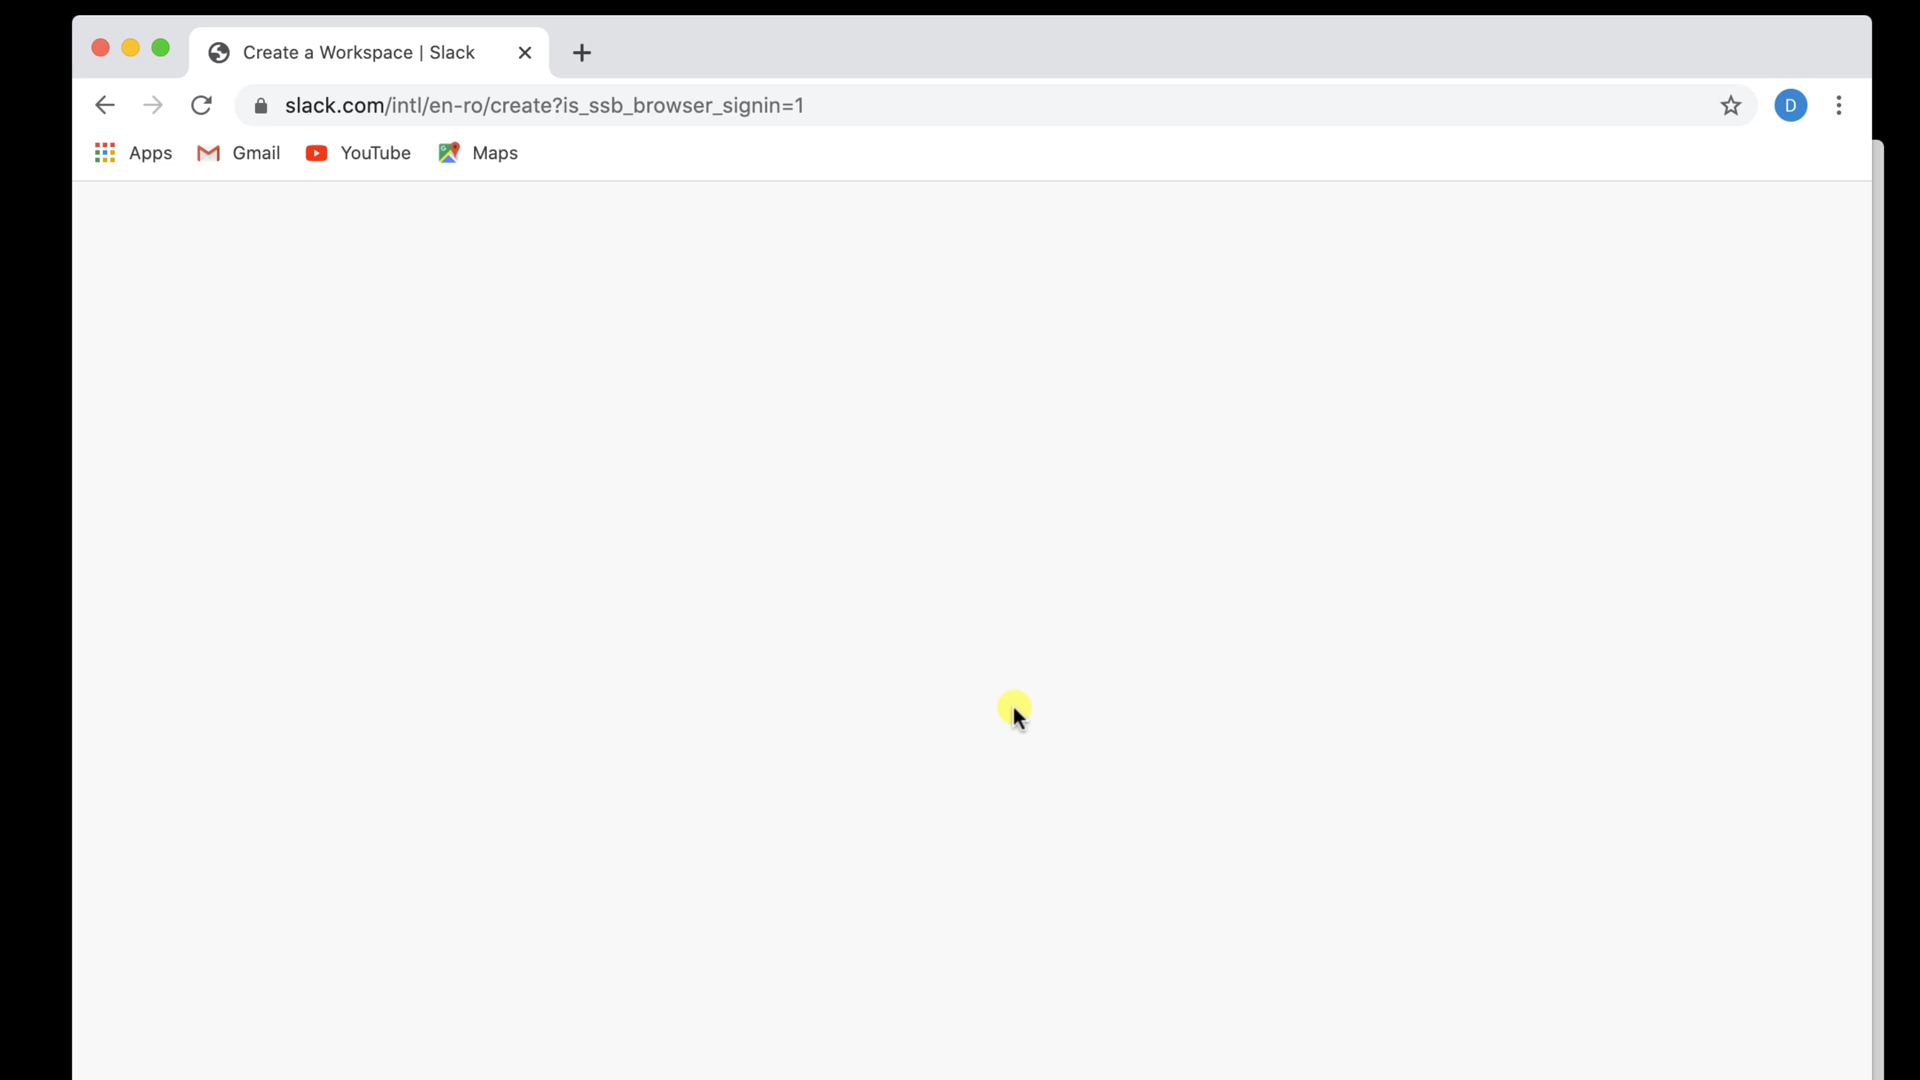 Create a Workspace | Slack
slack.com/intl/en-ro/create?is_ssb_browser_signin=1
D
Apps
Gmail
YouTube
Maps